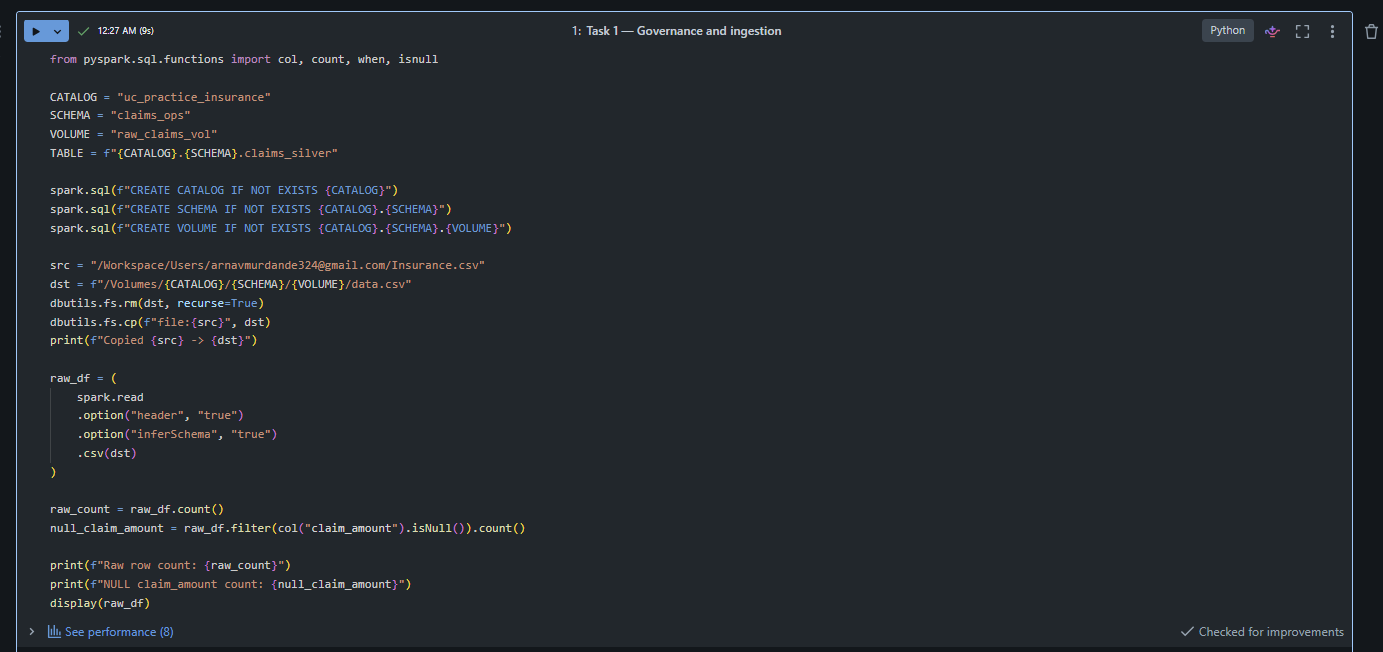 12:27 AM (9s)
1: Task 1 — Governance and ingestion
Python
from pyspark.sql.functions import col, count, when, isnull

CATALOG = "uc_practice_insurance"
SCHEMA = "claims_ops"
VOLUME = "raw_claims_vol"
TABLE = f"{CATALOG}.{SCHEMA}.claims_silver"

spark.sql(f"CREATE CATALOG IF NOT EXISTS {CATALOG}")
spark.sql(f"CREATE SCHEMA IF NOT EXISTS {CATALOG}.{SCHEMA}")
spark.sql(f"CREATE VOLUME IF NOT EXISTS {CATALOG}.{SCHEMA}.{VOLUME}")

src = "/Workspace/Users/arnavmurdande324@gmail.com/Insurance.csv"
dst = f"/Volumes/{CATALOG}/{SCHEMA}/{VOLUME}/data.csv"
dbutils.fs.rm(dst, recurse=True)
dbutils.fs.cp(f"file:{src}", dst)
print(f"Copied {src} -> {dst}")

raw_df = (
    spark.read
    .option("header", "true")
    .option("inferSchema", "true")
    .csv(dst)
)

raw_count = raw_df.count()
null_claim_amount = raw_df.filter(col("claim_amount").isNull()).count()

print(f"Raw row count: {raw_count}")
print(f"NULL claim_amount count: {null_claim_amount}")
display(raw_df)
See performance (8)
Checked for improvements